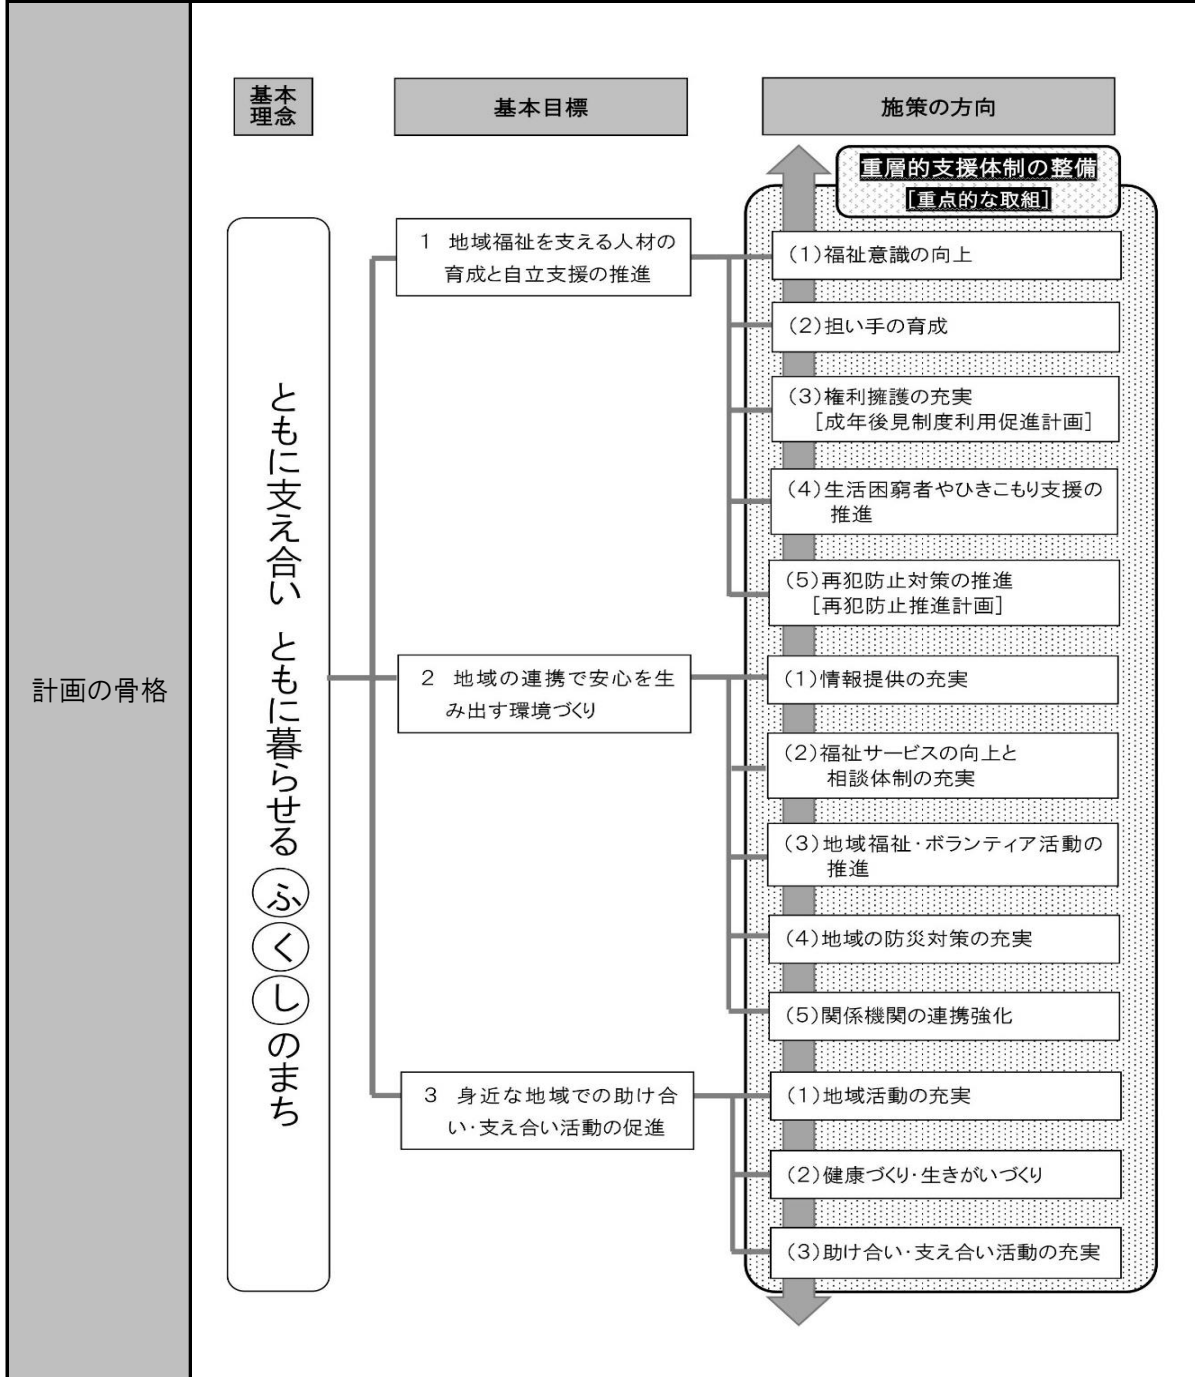 計画の骨格
基本
理念
基本目標
施策の方向
重層的支援体制の整備
[重点的な取組]
ともに支え合い ともに暮らせる ふくしのまち
1 地域福祉を支える人材の
育成と自立支援の推進
(1)福祉意識の向上
(2)担い手の育成
(3)権利擁護の充実
[成年後見制度利用促進計画]
(4)生活困窮者やひきこもり支援の
推進
(5)再犯防止対策の推進
[再犯防止推進計画]
2 地域の連携で安心を生
み出す環境づくり
(1)情報提供の充実
(2)福祉サービスの向上と
相談体制の充実
(3)地域福祉・ボランティア活動の
推進
(4)地域の防災対策の充実
(5)関係機関の連携強化
3 身近な地域での助け合
い・支え合い活動の促進
(1)地域活動の充実
(2)健康づくり・生きがいづくり
(3)助け合い・支え合い活動の充実